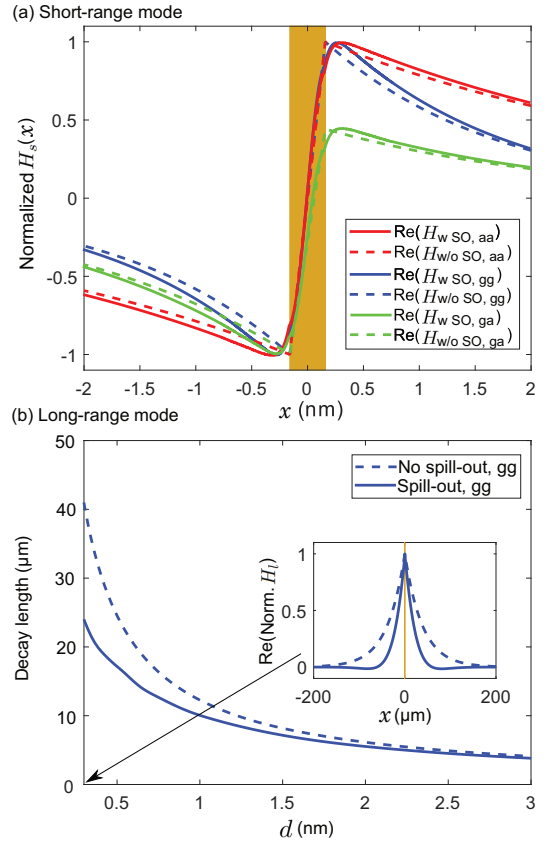 (a) Short-range mode
Normalized H_s(x)
1
0.5
0
-0.5
-1
Re(H_w SO, aa)
Re(H_w/o SO, aa)
Re(H_w SO, gg)
Re(H_w/o SO, gg)
Re(H_w SO, ga)
Re(H_w/o SO, ga)
-2 -1.5 -1 -0.5 0 0.5 1 1.5 2
x (nm)
(b) Long-range mode
Decay length (μm)
50
40
30
20
10
0
No spill-out, gg
Spill-out, gg
Re(Norm. H_l)
1
0.5
0
-200 0 200
x (μm)
0.5 1 1.5 2 2.5 3
d (nm)